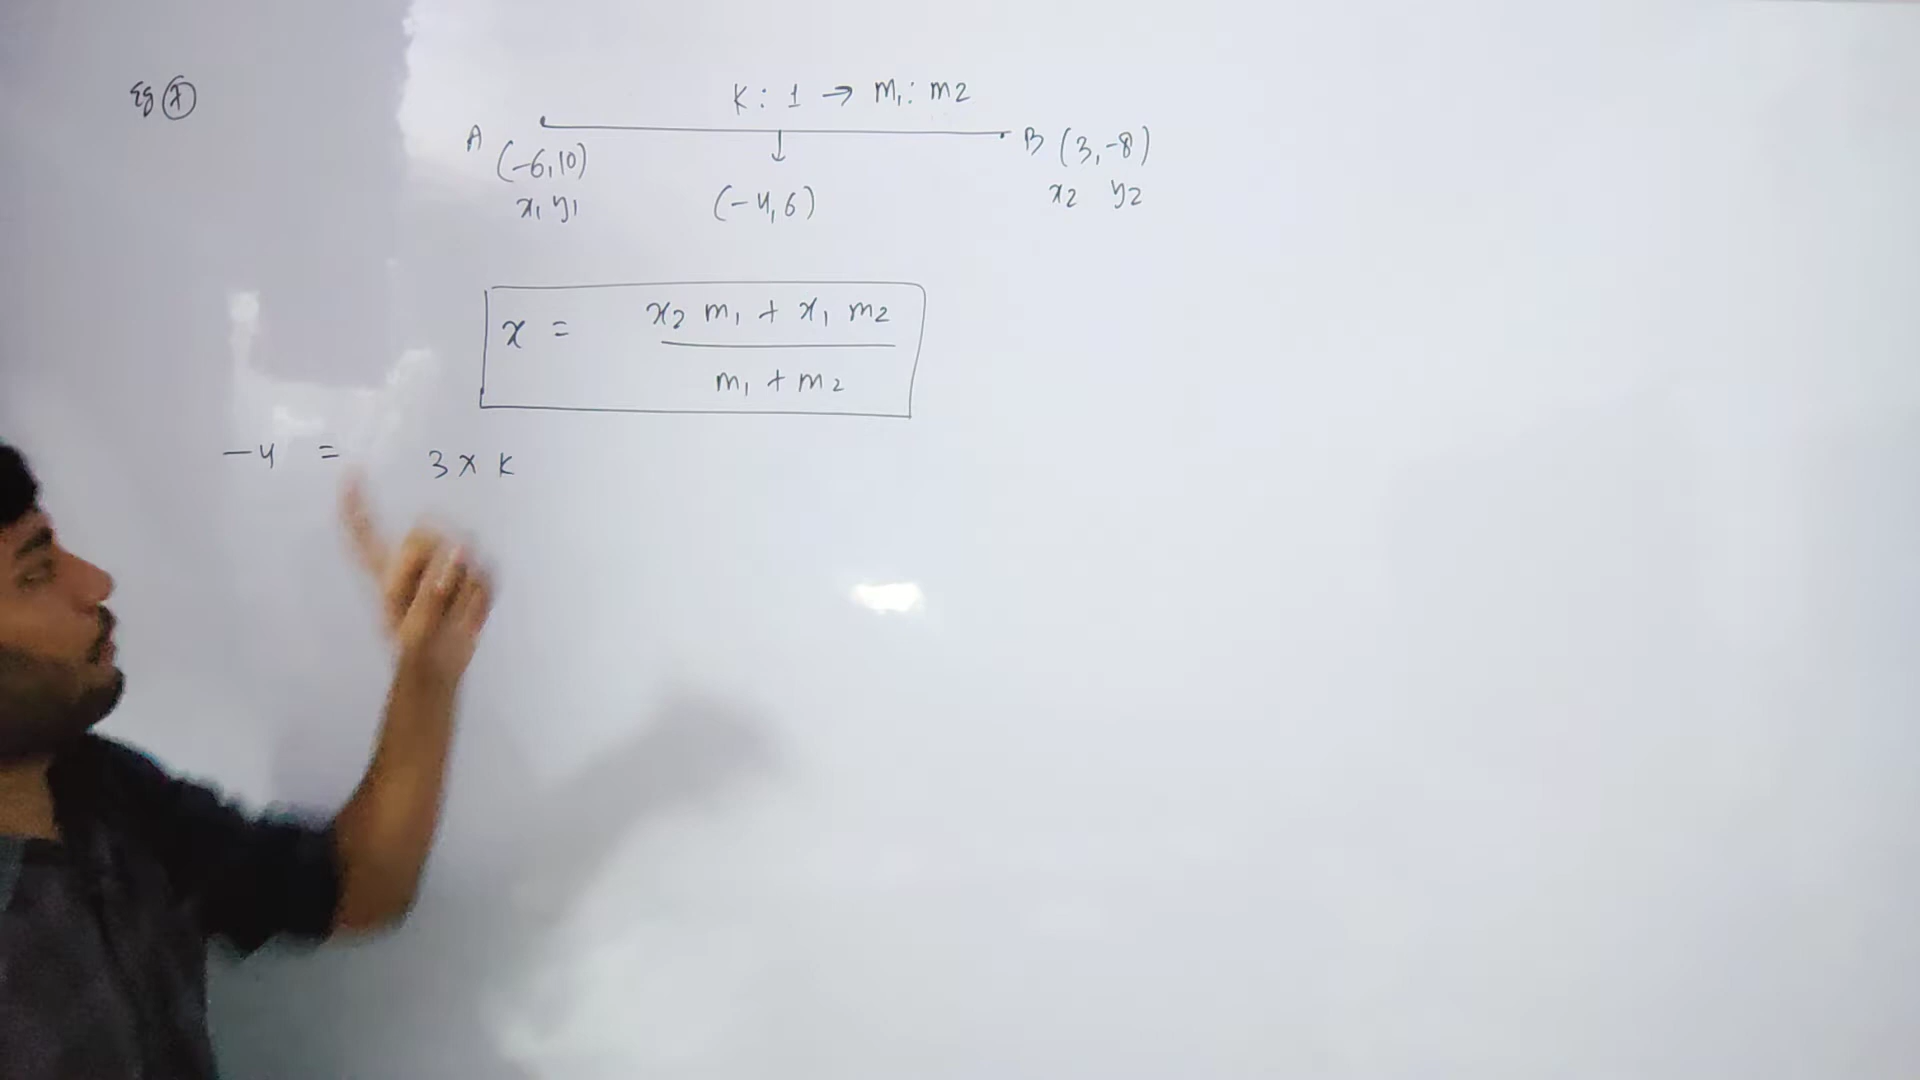 Eg 7
K : 1 → m₁ : m₂
A (-6,10) B (3,-8)
x₁ y₁ (-4,6) x₂ y₂
x = x₂ m₁ + x₁ m₂
m₁ + m₂
-4 = 3 × K